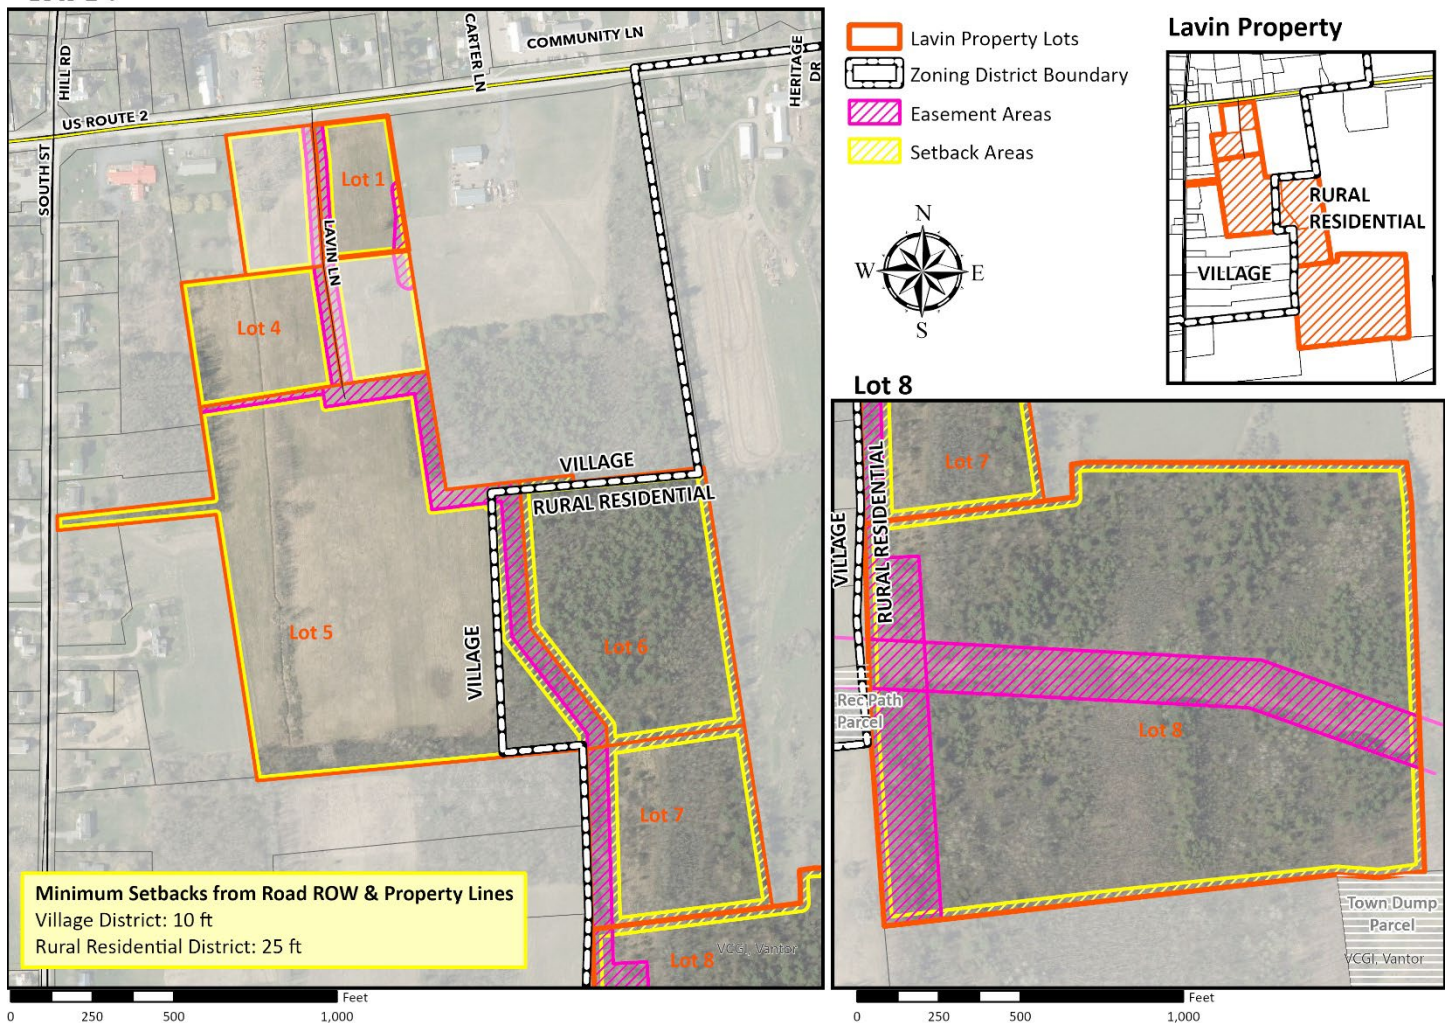 COMMUNITY LN
CARTER LN
HERITAGE
DR
HILL RD
US ROUTE 2
SOUTH ST
Lot 1
LAVIN LN
Lot 4
VILLAGE
RURAL RESIDENTIAL
Lot 5
VILLAGE
Lot 6
Lot 7
Lot 8
VCGI, Vantor
Minimum Setbacks from Road ROW & Property Lines
Village District: 10 ft
Rural Residential District: 25 ft
0 250 500 1,000 Feet
Lavin Property Lots
Zoning District Boundary
Easement Areas
Setback Areas
N
W E
S
Lavin Property
RURAL
RESIDENTIAL
VILLAGE
Lot 8
Lot 7
VILLAGE
RURAL RESIDENTIAL
Rec Path
Parcel
Lot 8
Town Dump
Parcel
VCGI, Vantor
0 250 500 1,000 Feet